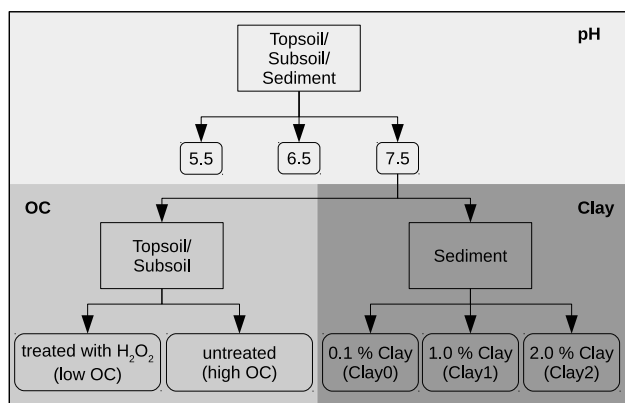 pH
Topsoil/
Subsoil/
Sediment
5.5
6.5
7.5
OC
Clay
Topsoil/
Subsoil
Sediment
treated with H₂O₂
(low OC)
untreated
(high OC)
0.1 % Clay
(Clay0)
1.0 % Clay
(Clay1)
2.0 % Clay
(Clay2)